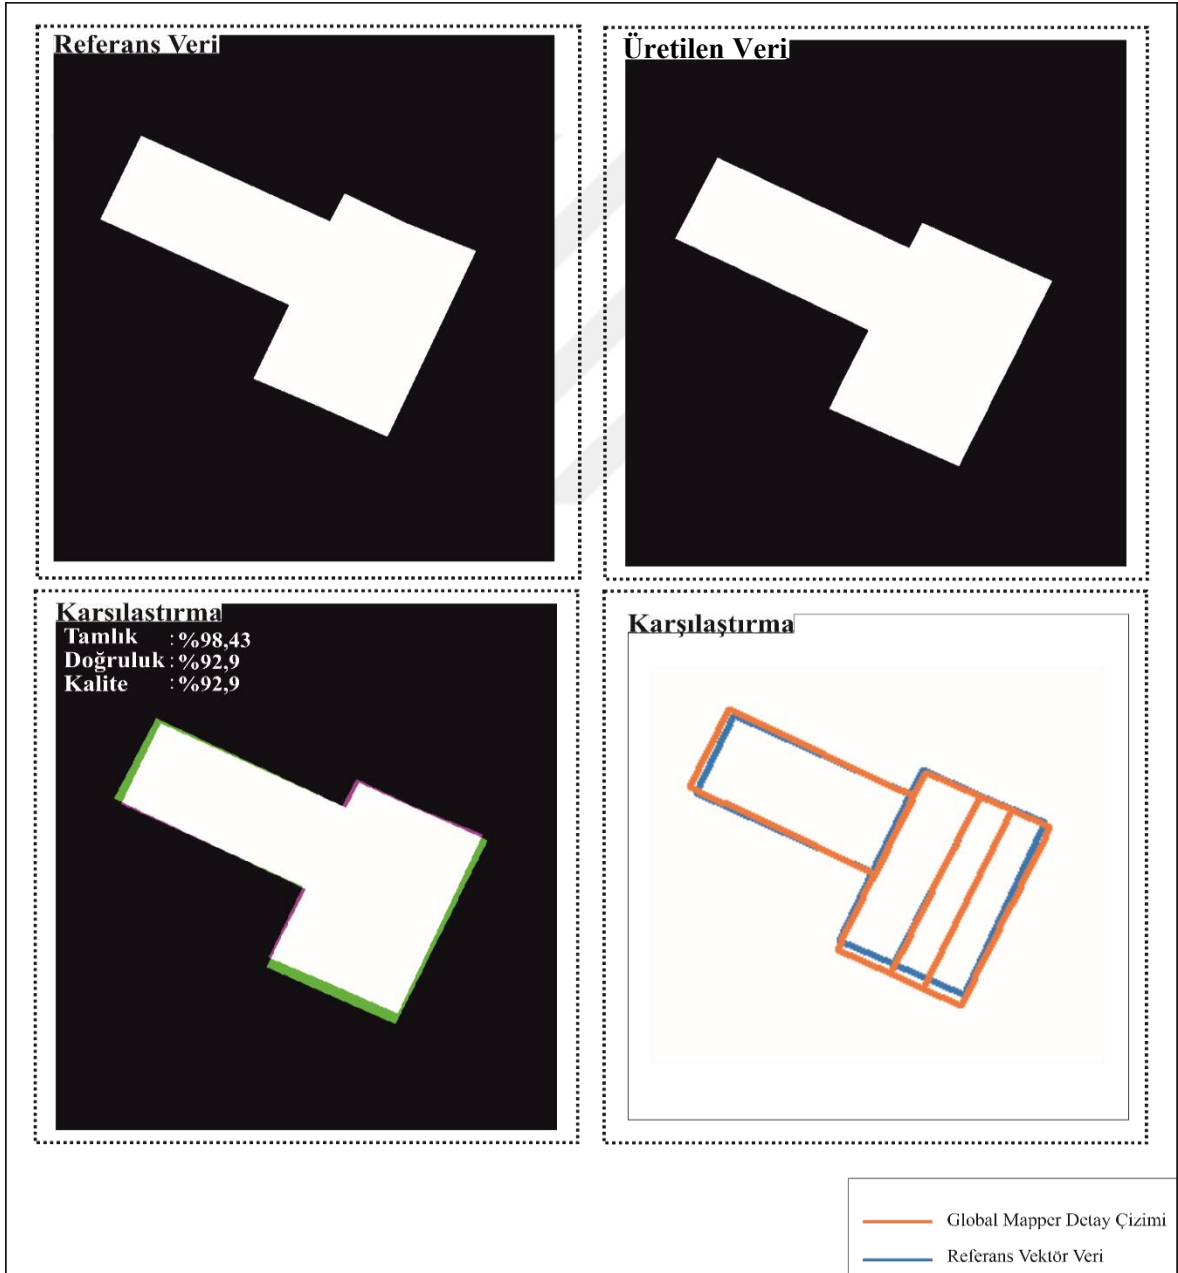 Referans Veri
Üretilen Veri
Karsılastırma
Tamlık :%98,43
Doğruluk :%92,9
Kalite :%92,9
Karşılaştırma
Global Mapper Detay Çizimi
Referans Vektör Veri